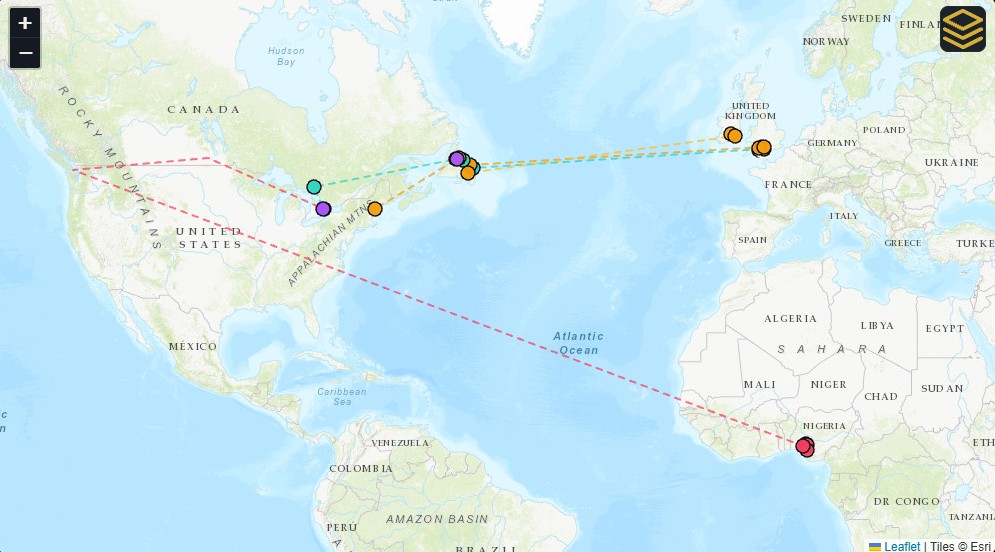 +
−
SWEDEN
FINLA
NORWAY
Hudson
Bay
CANADA
ROCKY MOUNTAINS
UNITED
KINGDOM
POLAND
GERMANY
UKRAINE
FRANCE
APPALACHIAN MTNS
UNITED
STATES
ITALY
SPAIN
GREECE
TURKE
ALGERIA
LIBYA
EGYPT
Atlantic
Ocean
SAHARA
MÉXICO
MALI
NIGER
CHAD
SUDAN
Caribbean
Sea
c
n
NIGERIA
VENEZUELA
ETH
COLOMBIA
DR CONGO
AMAZON BASIN
TANZANI
PERÚ
A
BRAZIL
Leaflet | Tiles © Esri